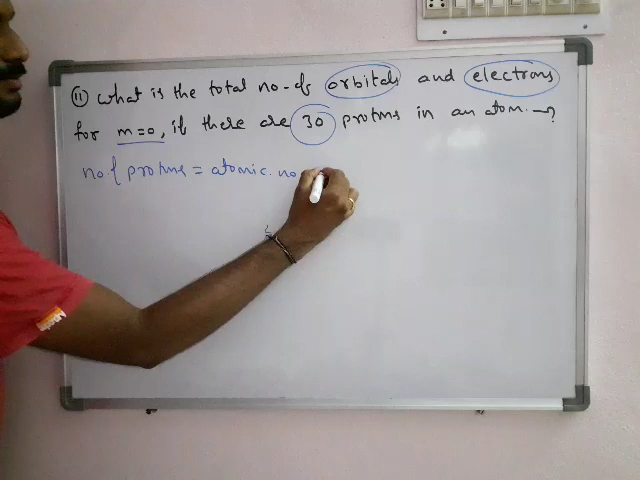 ⑪ What is the total no. of orbitals and electrons
for m=0, if there are 30 protons in an atom. →?
no. of protons = atomic. no